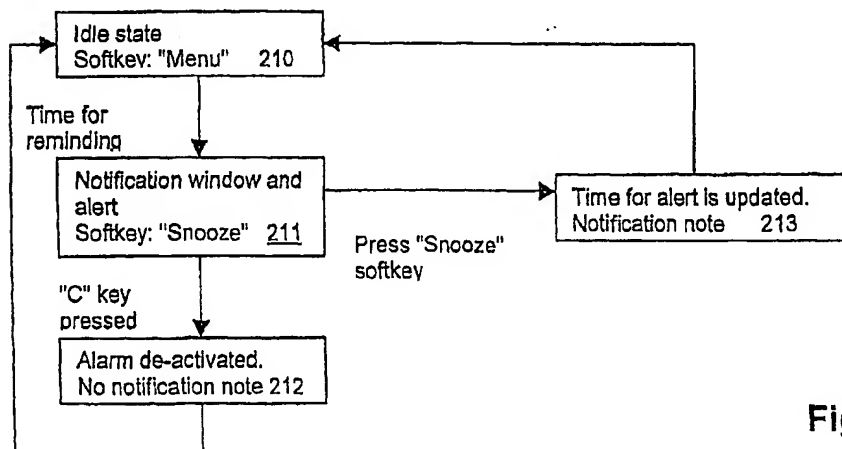 Idle state
Softkey: "Menu" 210
Time for
reminding
Notification window and
alert
Softkey: "Snooze" 211
Press "Snooze"
softkey
Time for alert is updated.
Notification note 213
"C" key
pressed
Alarm de-activated.
No notification note 212
Fig